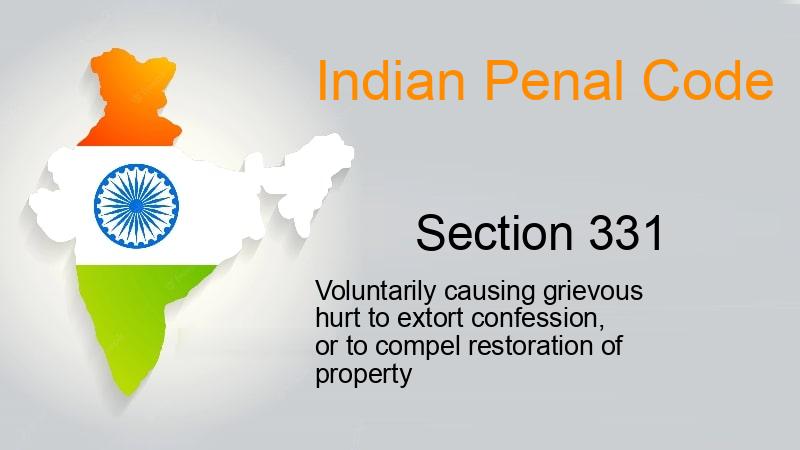 Indian Penal Code
Section 331
Voluntarily causing grievous
hurt to extort confession,
or to compel restoration of
property